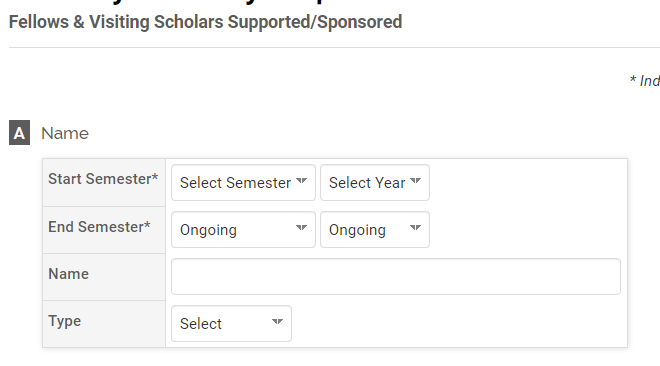 Fellows & Visiting Scholars Supported/Sponsored
* Ind
A Name
Start Semester* Select Semester Select Year
End Semester* Ongoing Ongoing
Name
Type Select